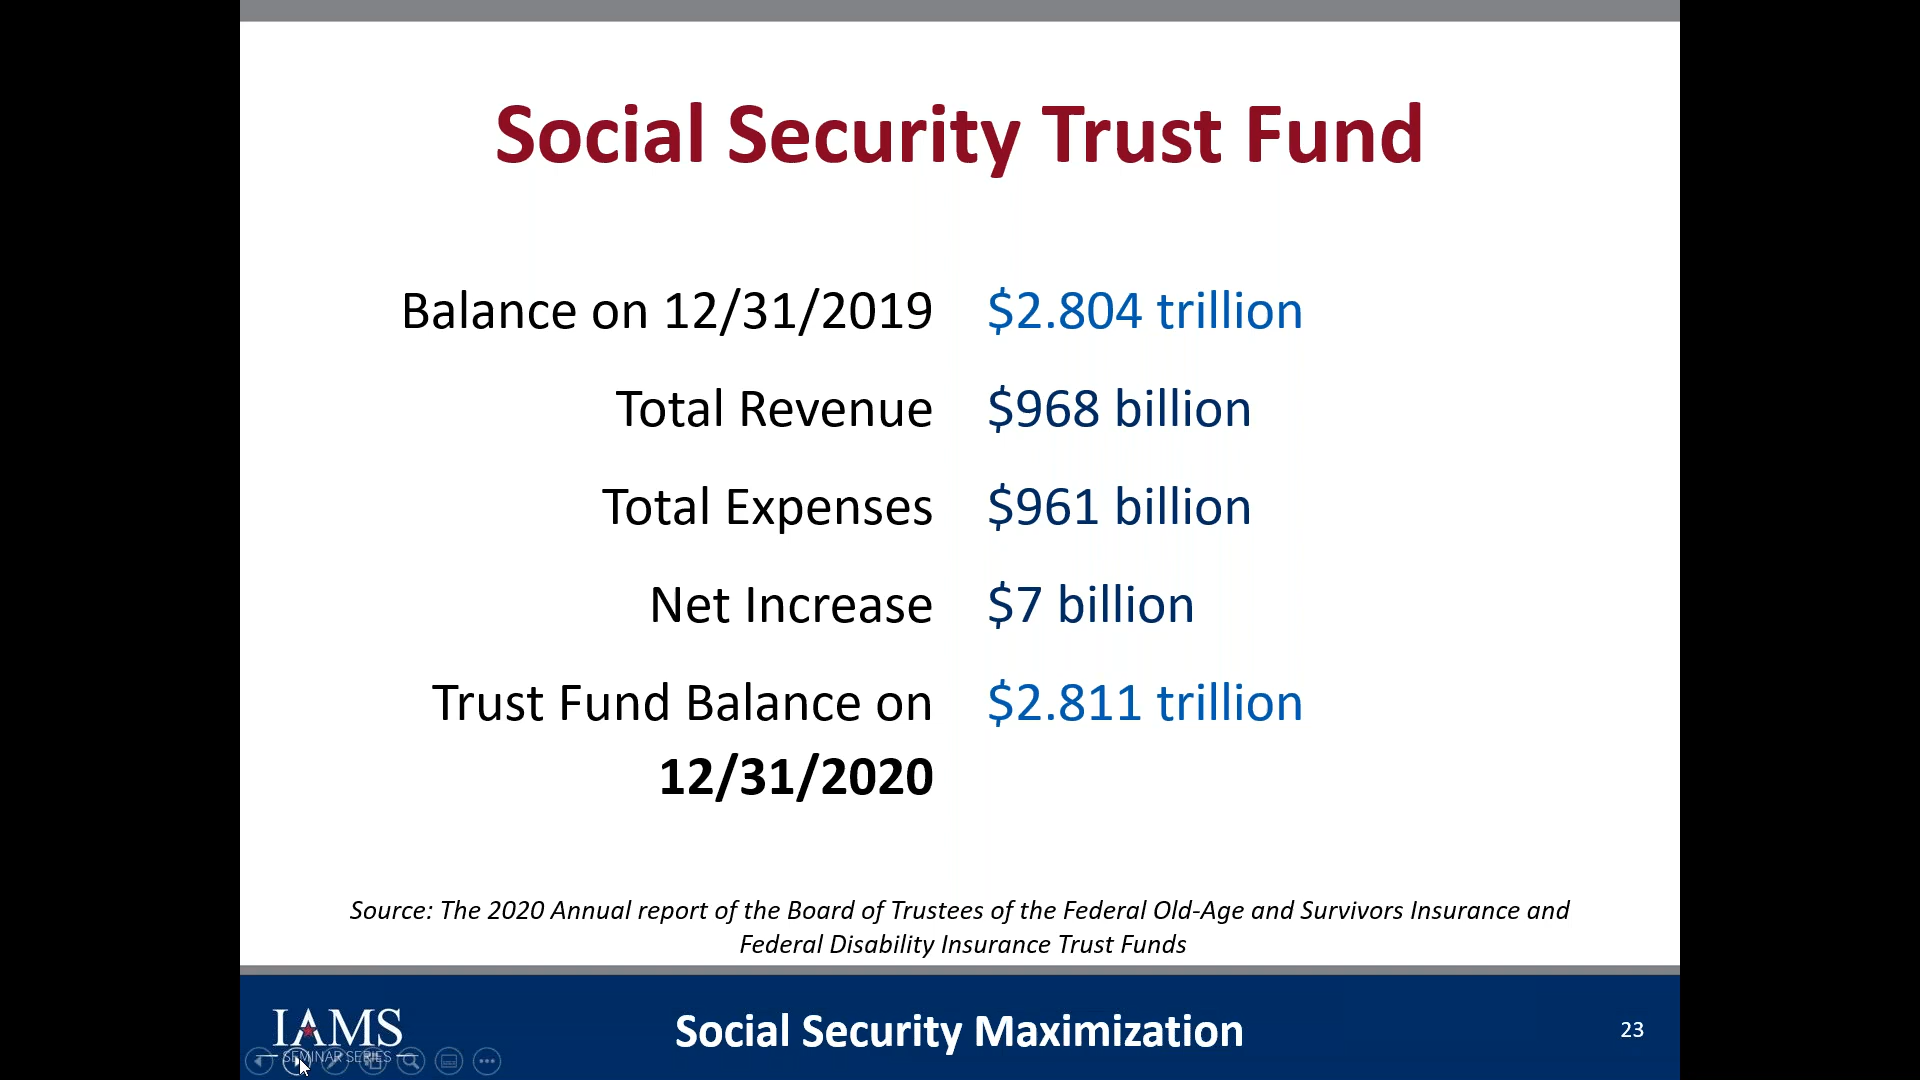 Social Security Trust Fund
Balance on 12/31/2019 $2.804 trillion
Total Revenue $968 billion
Total Expenses $961 billion
Net Increase $7 billion
Trust Fund Balance on $2.811 trillion
12/31/2020
Source: The 2020 Annual report of the Board of Trustees of the Federal Old-Age and Survivors Insurance and
Federal Disability Insurance Trust Funds
IAMS
SEMINAR SERIES
Social Security Maximization
23